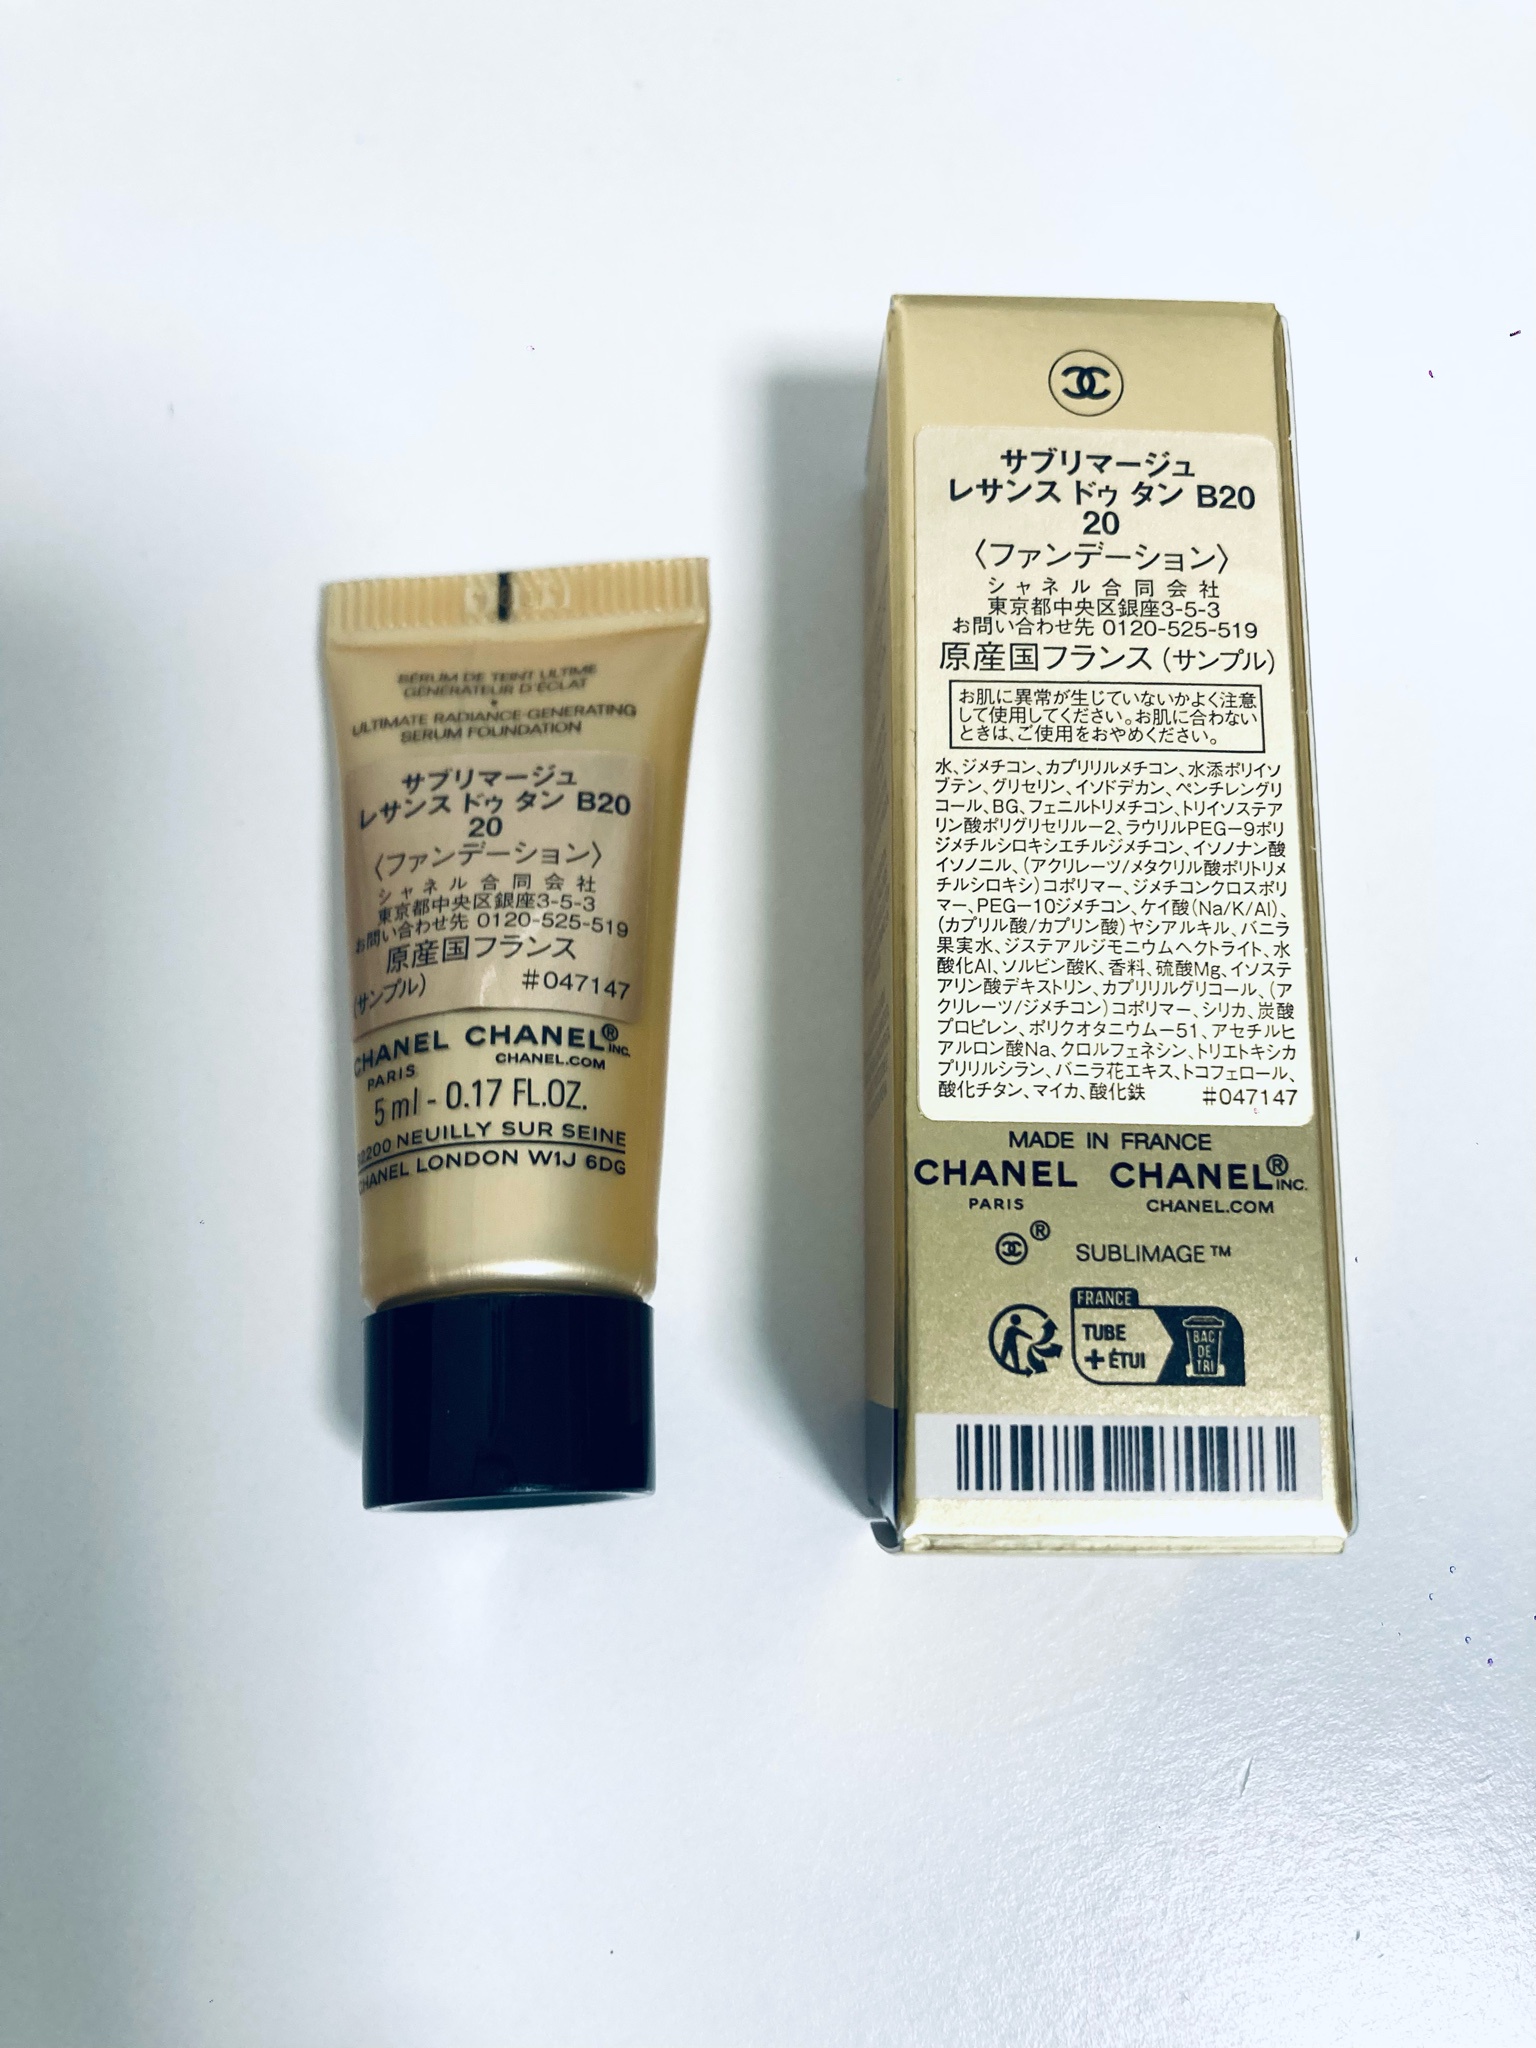 SÉRUM DE TEINT ULTIME
GÉNÉRATEUR D'ÉCLAT
•
ULTIMATE RADIANCE-GENERATING
SERUM FOUNDATION
サブリマージュ
レサンス ドゥ タン B20
20
〈ファンデーション〉
シャネル合同会社
東京都中央区銀座3-5-3
お問い合わせ先 0120-525-519
原産国フランス
(サンプル) #047147
CHANEL CHANEL® INC.
PARIS CHANEL.COM
5 ml - 0.17 FL.OZ.
92200 NEUILLY SUR SEINE
CHANEL LONDON W1J 6DG
サブリマージュ
レサンス ドゥ タン B20
20
〈ファンデーション〉
シャネル合同会社
東京都中央区銀座3-5-3
お問い合わせ先 0120-525-519
原産国フランス (サンプル)
お肌に異常が生じていないかよく注意
して使用してください。お肌に合わない
ときは、ご使用をおやめください。
水、ジメチコン、カプリリルメチコン、水添ポリイソ
ブテン、グリセリン、イソドデカン、ペンチレングリ
コール、BG、フェニルトリメチコン、トリイソステア
リン酸ポリグリセリルー2、ラウリルPEGー9ポリ
ジメチルシロキシエチルジメチコン、イソノナン酸
イソノニル、(アクリレーツ/メタクリル酸ポリトリメ
チルシロキシ)コポリマー、ジメチコンクロスポリ
マー、PEGー10ジメチコン、ケイ酸(Na/K/Al)、
(カプリル酸/カプリン酸)ヤシアルキル、バニラ
果実水、ジステアルジモニウムヘクトライト、水
酸化Al、ソルビン酸K、香料、硫酸Mg、イソステ
アリン酸デキストリン、カプリリルグリコール、(ア
クリレーツ/ジメチコン)コポリマー、シリカ、炭酸
プロピレン、ポリクオタニウムー51、アセチルヒ
アルロン酸Na、クロルフェネシン、トリエトキシカ
プリリルシラン、バニラ花エキス、トコフェロール、
酸化チタン、マイカ、酸化鉄 #047147
MADE IN FRANCE
CHANEL CHANEL® INC.
PARIS CHANEL.COM
® SUBLIMAGE™
FRANCE
TUBE
+ ÉTUI
BAC
DE
TRI